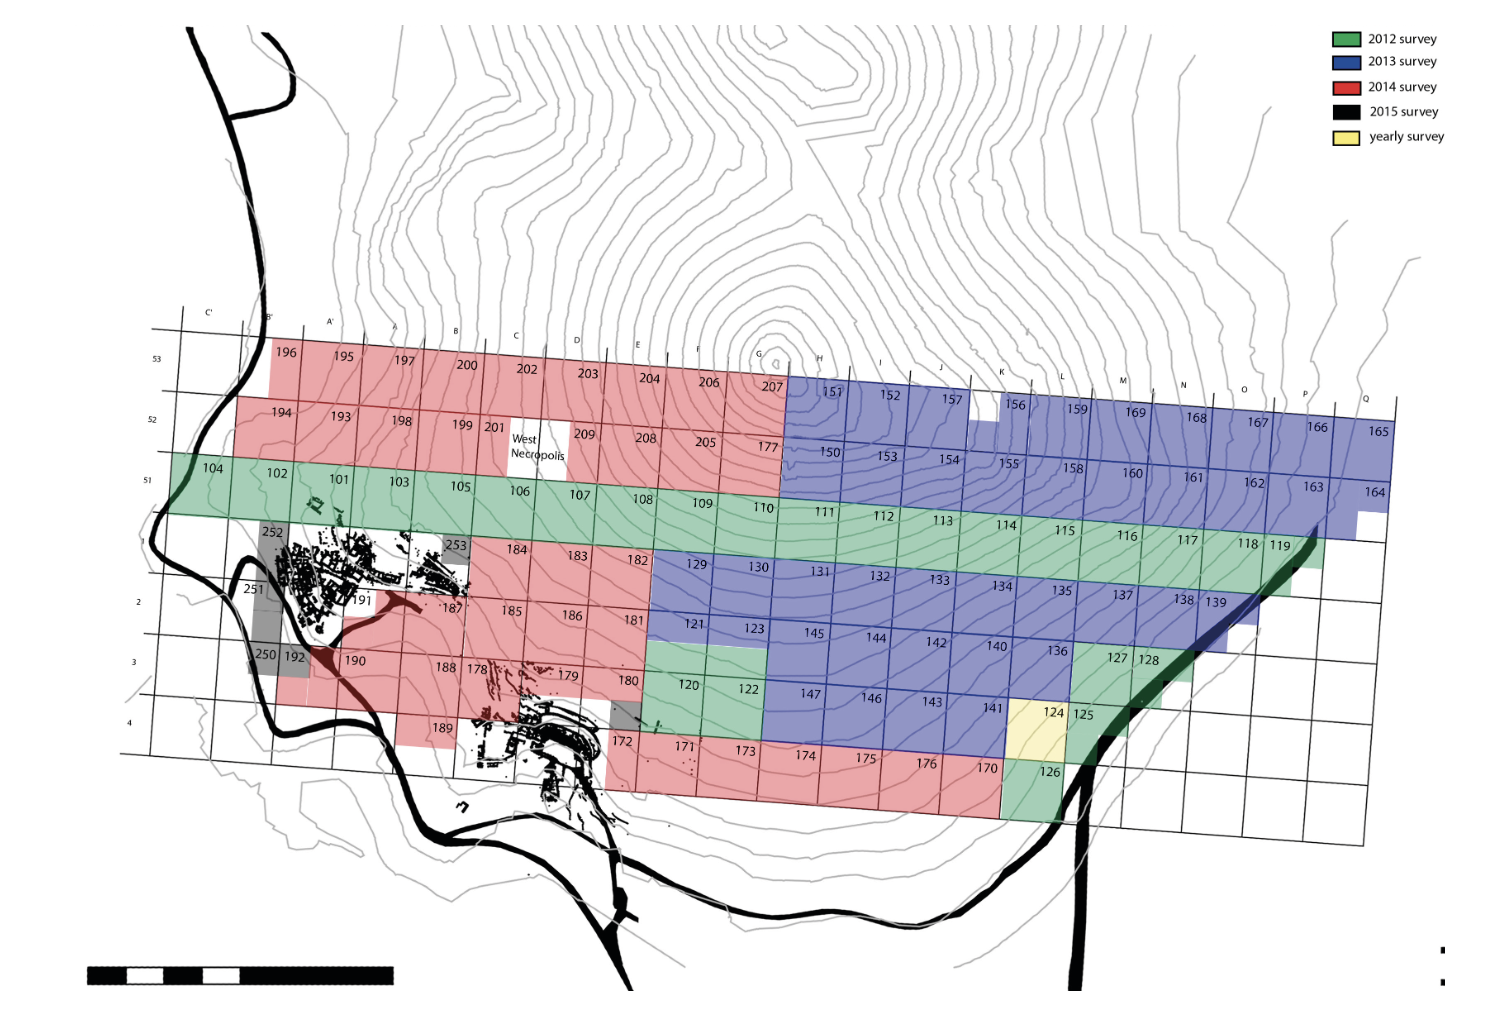 2012 survey
2013 survey
2014 survey
2015 survey
yearly survey
C' B' A' A B C D E F G H I J K L M N O P Q
53
196 195 197 200 202 203 204 206 207 151 152 157 156 159 169 168 167 166 165
52
194 193 198 199 201 209 208 205 177 150 153 154 155 158 160 161 162 163 164
West
Necropolis
51
104 102 101 103 105 106 107 108 109 110 111 112 113 114 115 116 117 118 119
1
252 253 184 183 182 129 130 131 132 133 134 135 137 138 139
2
251 191 187 185 186 181 121 123 145 144 142 140 136 127 128
3
250 192 190 188 178 179 180 120 122 147 146 143 141 124 125
4
189 172 171 173 174 175 176 170 126